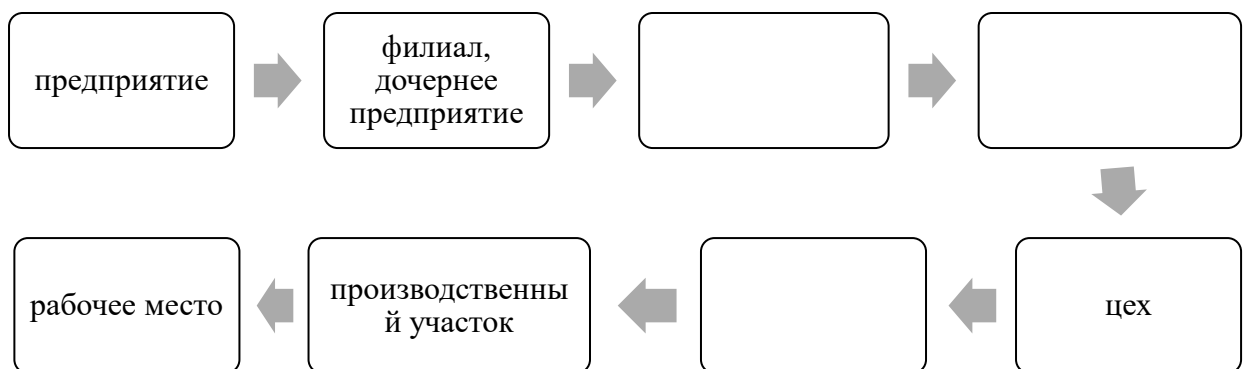 предприятие
филиал,
дочернее
предприятие
рабочее место
производственны
й участок
цех